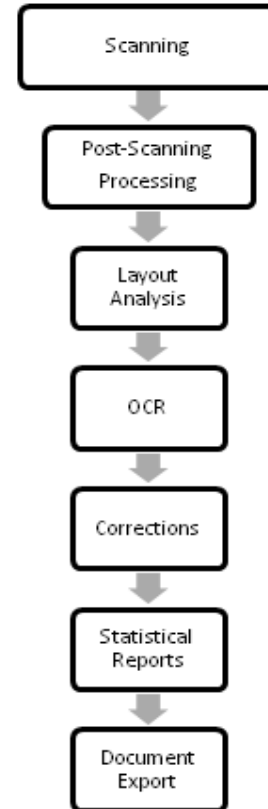 Scanning
Post-Scanning
Processing
Layout
Analysis
OCR
Corrections
Statistical
Reports
Document
Export